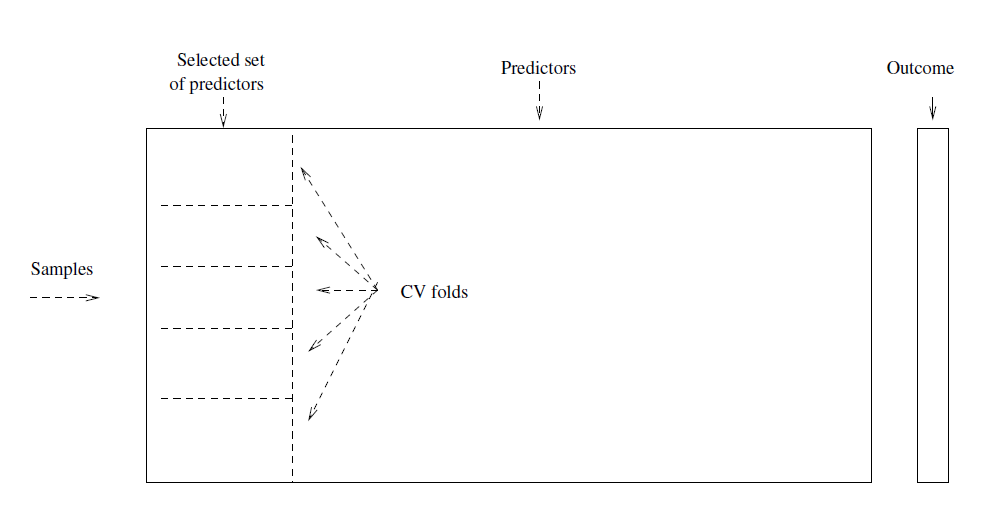 Selected set
of predictors
Predictors
Outcome
Samples
CV folds